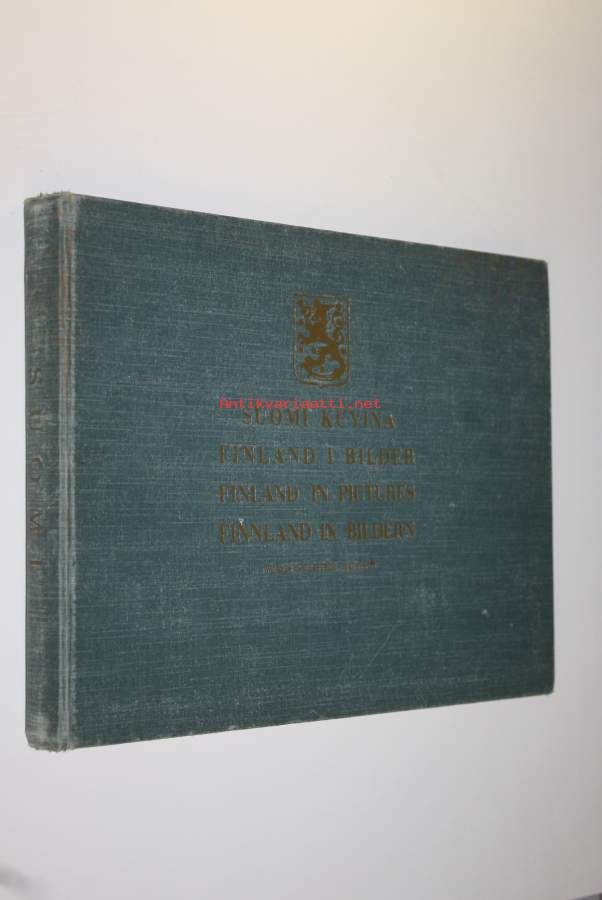 SUOMI
Antikvariaatti.net
SUOMI KUVINA
FINLAND I BILDER
FINLAND IN PICTURES
FINNLAND IN BILDERN